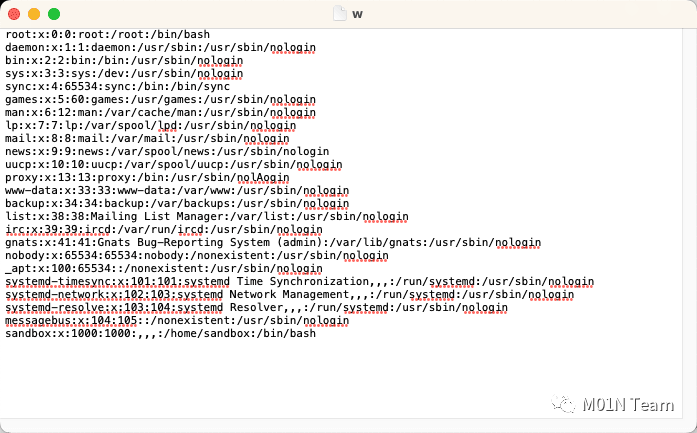 w
root:x:0:0:root:/root:/bin/bash
daemon:x:1:1:daemon:/usr/sbin:/usr/sbin/nologin
bin:x:2:2:bin:/bin:/usr/sbin/nologin
sys:x:3:3:sys:/dev:/usr/sbin/nologin
sync:x:4:65534:sync:/bin:/bin/sync
games:x:5:60:games:/usr/games:/usr/sbin/nologin
man:x:6:12:man:/var/cache/man:/usr/sbin/nologin
lp:x:7:7:lp:/var/spool/lpd:/usr/sbin/nologin
mail:x:8:8:mail:/var/mail:/usr/sbin/nologin
news:x:9:9:news:/var/spool/news:/usr/sbin/nologin
uucp:x:10:10:uucp:/var/spool/uucp:/usr/sbin/nologin
proxy:x:13:13:proxy:/bin:/usr/sbin/nolAogin
www-data:x:33:33:www-data:/var/www:/usr/sbin/nologin
backup:x:34:34:backup:/var/backups:/usr/sbin/nologin
list:x:38:38:Mailing List Manager:/var/list:/usr/sbin/nologin
irc:x:39:39:ircd:/var/run/ircd:/usr/sbin/nologin
gnats:x:41:41:Gnats Bug-Reporting System (admin):/var/lib/gnats:/usr/sbin/nologin
nobody:x:65534:65534:nobody:/nonexistent:/usr/sbin/nologin
_apt:x:100:65534::/nonexistent:/usr/sbin/nologin
systemd-timesync:x:101:101:systemd Time Synchronization,,,:/run/systemd:/usr/sbin/nologin
systemd-network:x:102:103:systemd Network Management,,,:/run/systemd:/usr/sbin/nologin
systemd-resolve:x:103:104:systemd Resolver,,,:/run/systemd:/usr/sbin/nologin
messagebus:x:104:105::/nonexistent:/usr/sbin/nologin
sandbox:x:1000:1000:,,,:/home/sandbox:/bin/bash
M01N Team